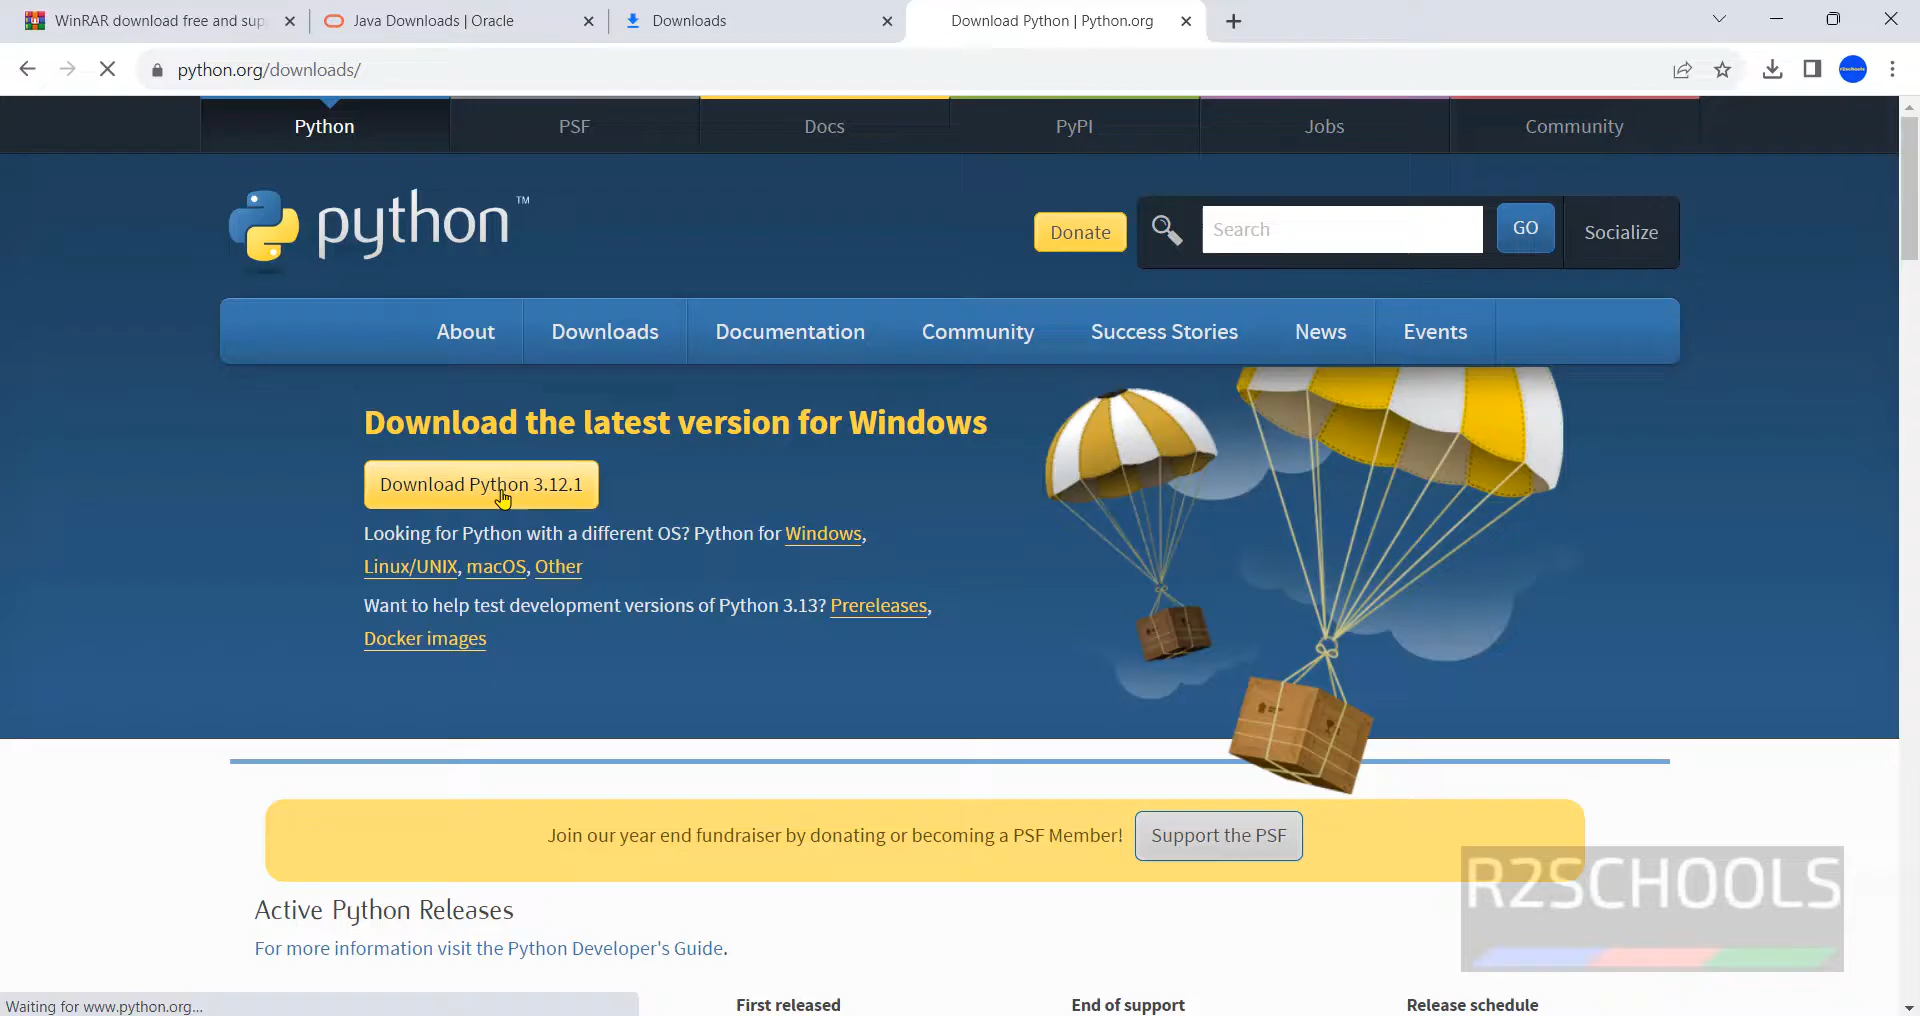 WinRAR download free and sup
Java Downloads | Oracle
Downloads
Download Python | Python.org
python.org/downloads/
Python
PSF
Docs
PyPI
Jobs
Community
python™
Donate
Search
GO
Socialize
About
Downloads
Documentation
Community
Success Stories
News
Events
Download the latest version for Windows
Download Python 3.12.1
Looking for Python with a different OS? Python for Windows,
Linux/UNIX, macOS, Other
Want to help test development versions of Python 3.13? Prereleases,
Docker images
Join our year end fundraiser by donating or becoming a PSF Member!
Support the PSF
R2SCHOOLS
Active Python Releases
For more information visit the Python Developer's Guide.
First released
End of support
Release schedule
Waiting for www.python.org...